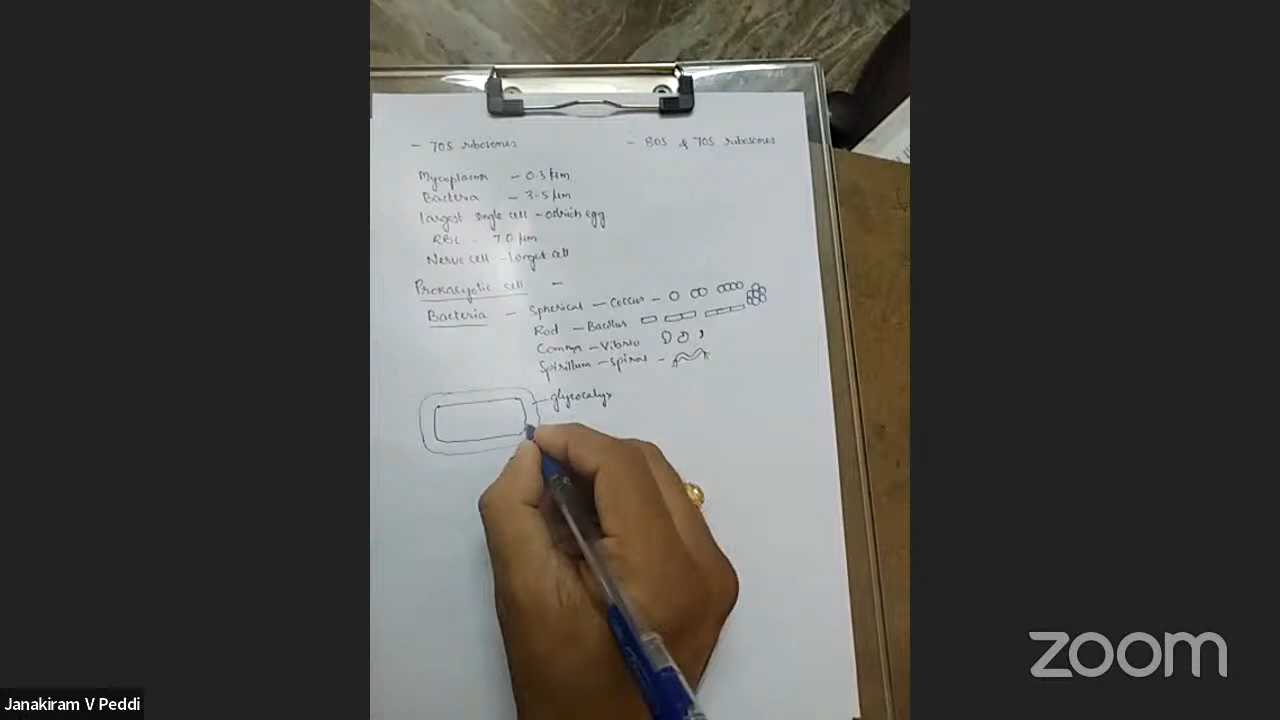 - 70S ribosomes - 80S & 70S ribosomes
Mycoplasma - 0.3 μm
Bacteria - 3-5 μm
largest single cell - ostrich egg
RBC - 7.0 μm
Nerve cell - longest cell
Prokaryotic cell -
Bacteria - Spherical - Coccus -
Rod - Bacillus
Comma - Vibrio
Spirillum - Spiral -
glycocalyx
zoom
Janakiram V Peddi